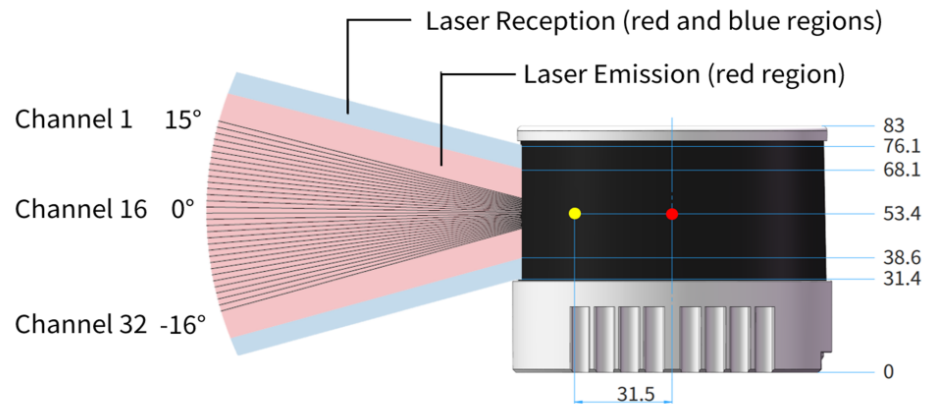 Laser Reception (red and blue regions)
Laser Emission (red region)
Channel 1 15°
Channel 16 0°
Channel 32 -16°
83
76.1
68.1
53.4
38.6
31.4
0
31.5